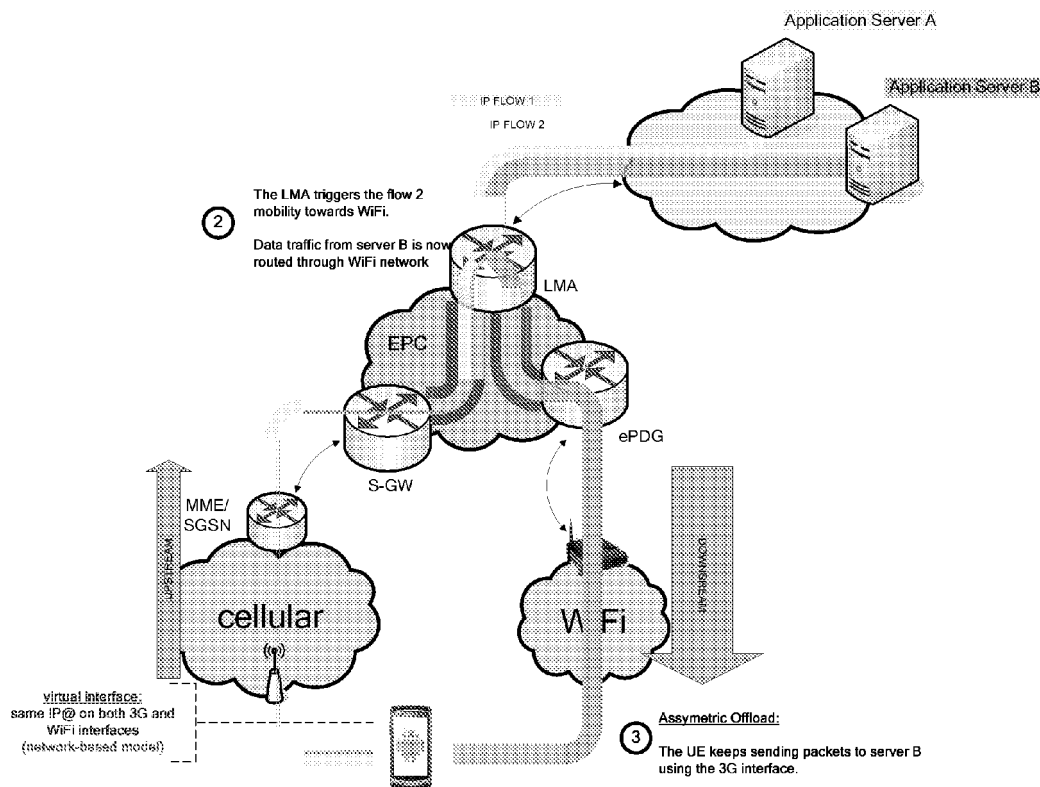 Application Server A
Application Server B
IP FLOW 1
IP FLOW 2
2
The LMA triggers the flow 2
mobility towards WiFi.
Data traffic from server B is now
routed through WiFi network
LMA
EPC
ePDG
S-GW
MME/
SGSN
UPSTREAM
DOWNSREAM
cellular
WiFi
virtual interface:
same IP@ on both 3G and
WiFi interfaces
(network-based model)
3
Assymetric Offload:
The UE keeps sending packets to server B
using the 3G interface.